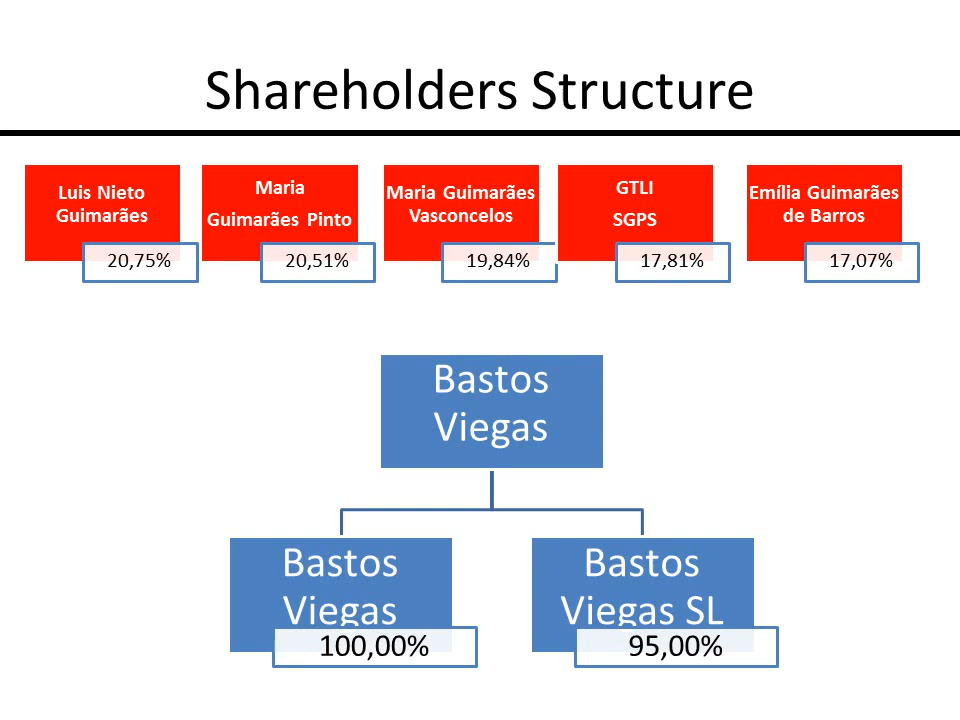 Shareholders Structure
Luis Nieto
Guimarães
20,75%
Maria
Guimarães Pinto
20,51%
Maria Guimarães
Vasconcelos
19,84%
GTLI
SGPS
17,81%
Emília Guimarães
de Barros
17,07%
Bastos
Viegas
Bastos
Viegas
100,00%
Bastos
Viegas SL
95,00%